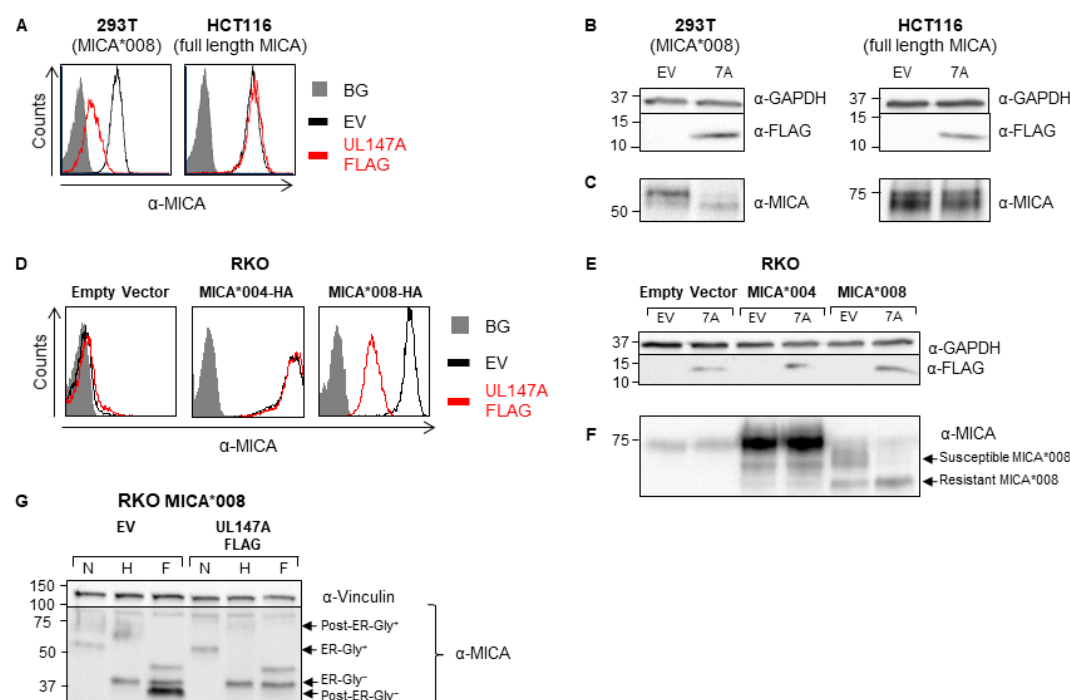 A
293T
(MICA*008)
HCT116
(full length MICA)
Counts
BG
EV
UL147A
FLAG
α-MICA
B
293T
(MICA*008)
HCT116
(full length MICA)
EV 7A
EV 7A
37
15
10
α-GAPDH
α-FLAG
37
15
10
α-GAPDH
α-FLAG
C
50
α-MICA
75
α-MICA
D
RKO
Empty Vector MICA*004-HA MICA*008-HA
Counts
BG
EV
UL147A
FLAG
α-MICA
E
RKO
Empty Vector MICA*004 MICA*008
EV 7A EV 7A EV 7A
37
15
10
α-GAPDH
α-FLAG
F
75
α-MICA
Susceptible MICA*008
Resistant MICA*008
G
RKO MICA*008
EV
UL147A
FLAG
N H F N H F
150
100
75
50
37
α-Vinculin
Post-ER-Gly⁺
ER-Gly⁺
ER-Gly⁻
Post-ER-Gly⁻
α-MICA